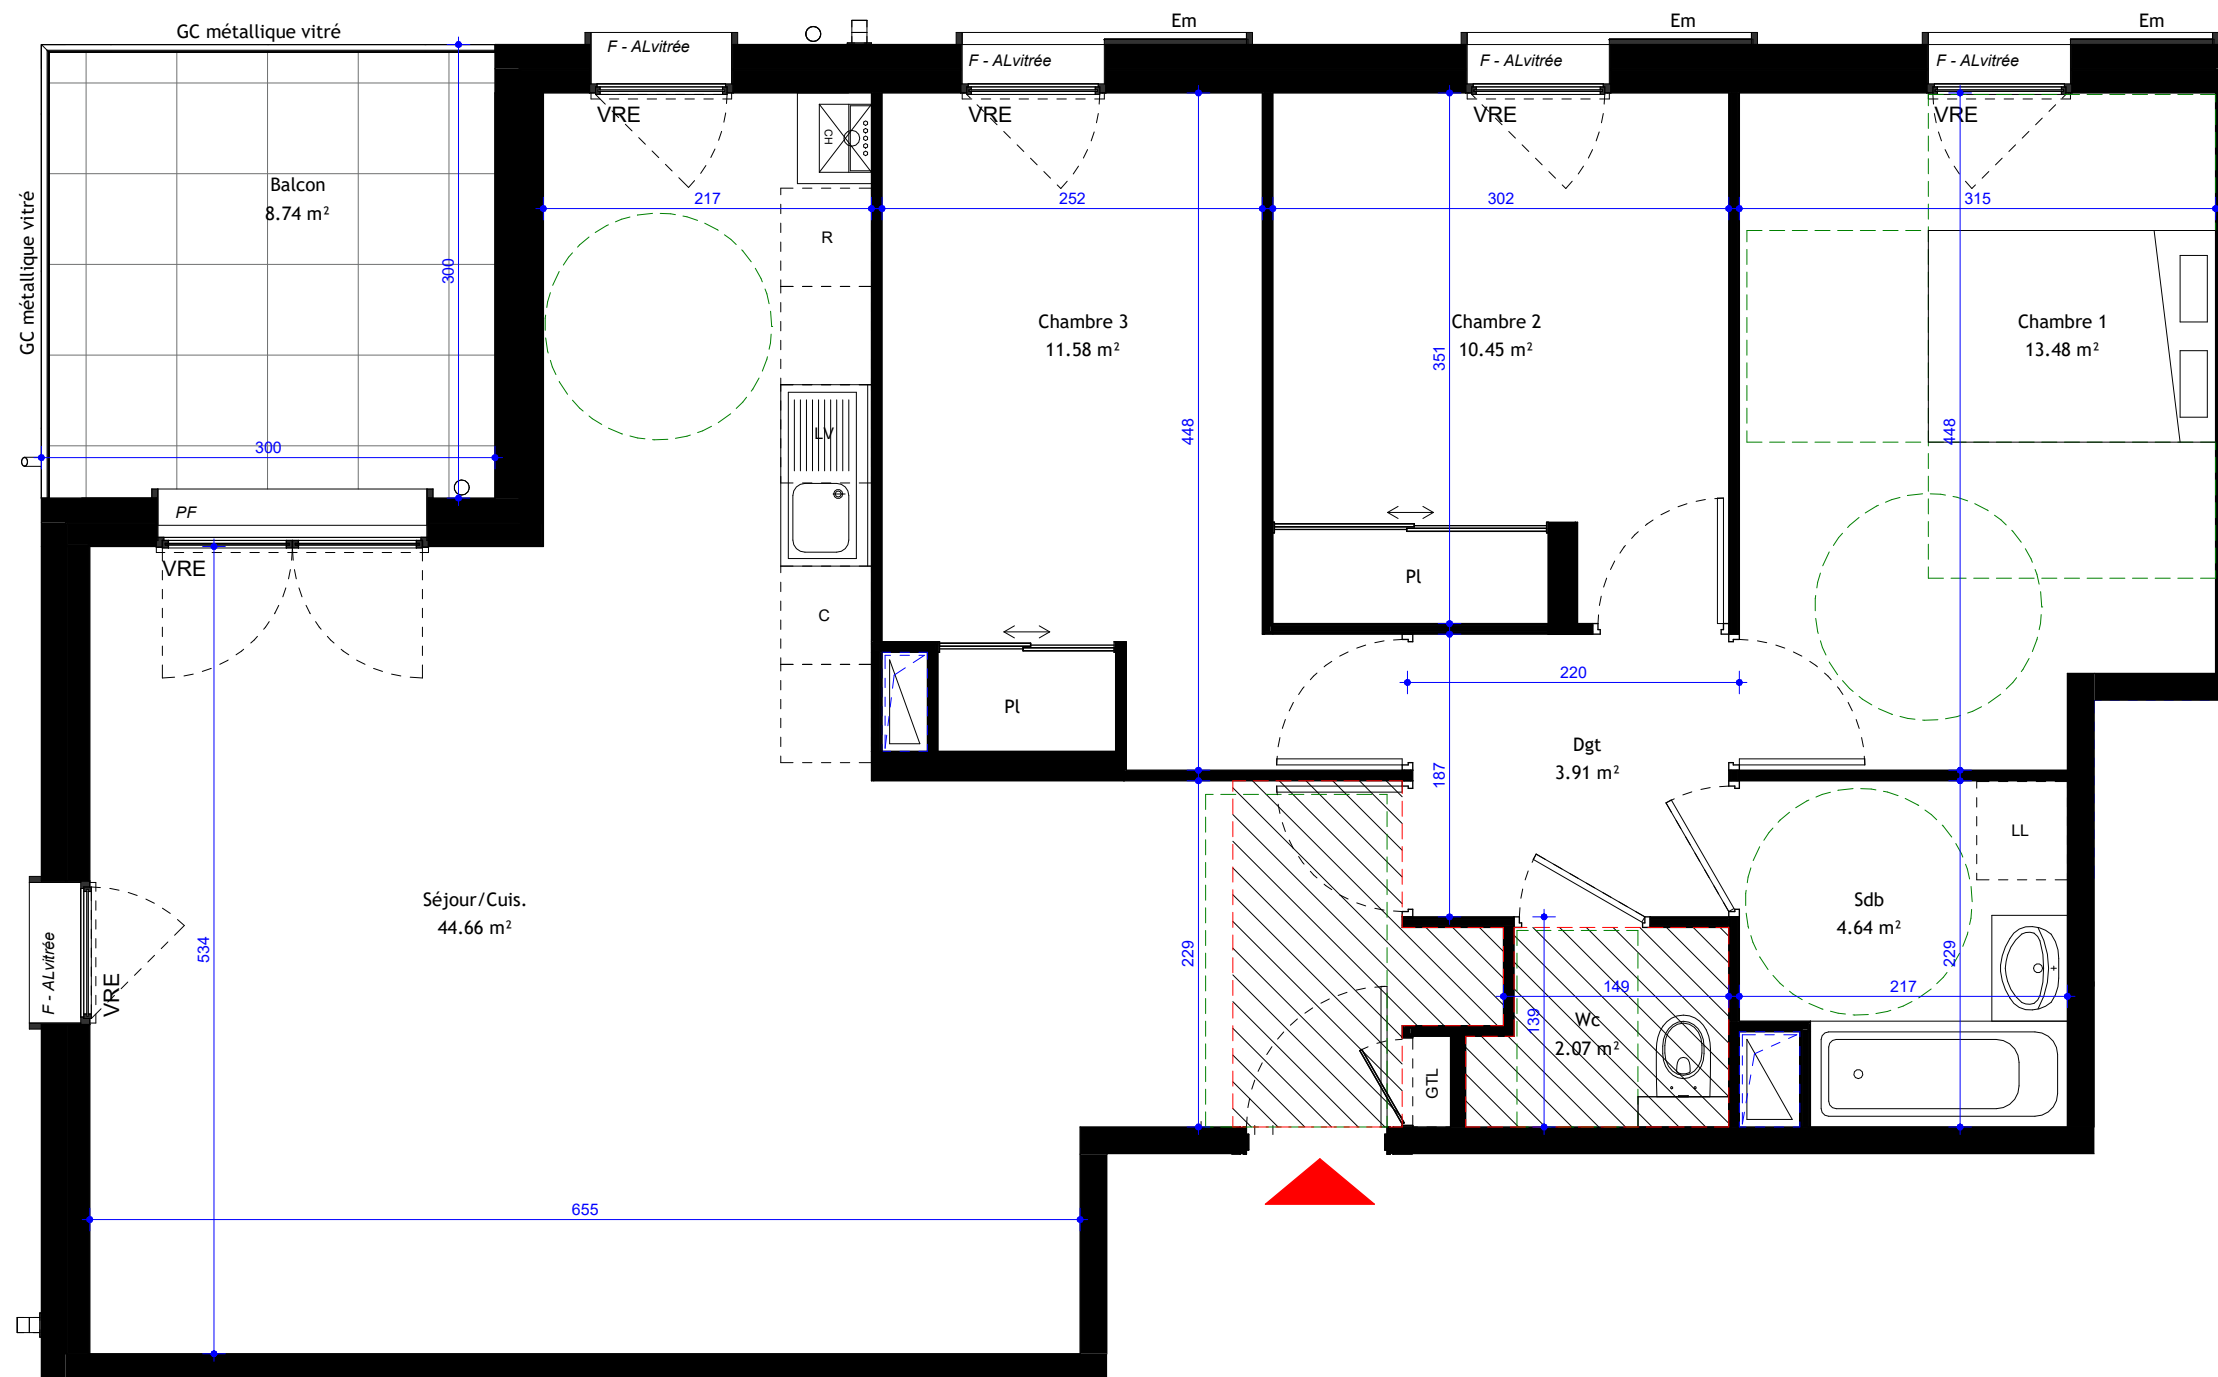 GC métallique vitré
Em
Em
Em
F - ALvitrée
F - ALvitrée
F - ALvitrée
F - ALvitrée
VRE
VRE
VRE
VRE
CH
GC métallique vitré
Balcon
8.74 m²
300
300
217
252
302
315
R
LV
C
Chambre 3
11.58 m²
448
Chambre 2
10.45 m²
351
Chambre 1
13.48 m²
448
PF
VRE
Pl
Pl
220
Dgt
3.91 m²
187
LL
Séjour/Cuis.
44.66 m²
F - ALvitrée
VRE
534
229
Sdb
4.64 m²
229
149
217
139
Wc
2.07 m²
GTL
655